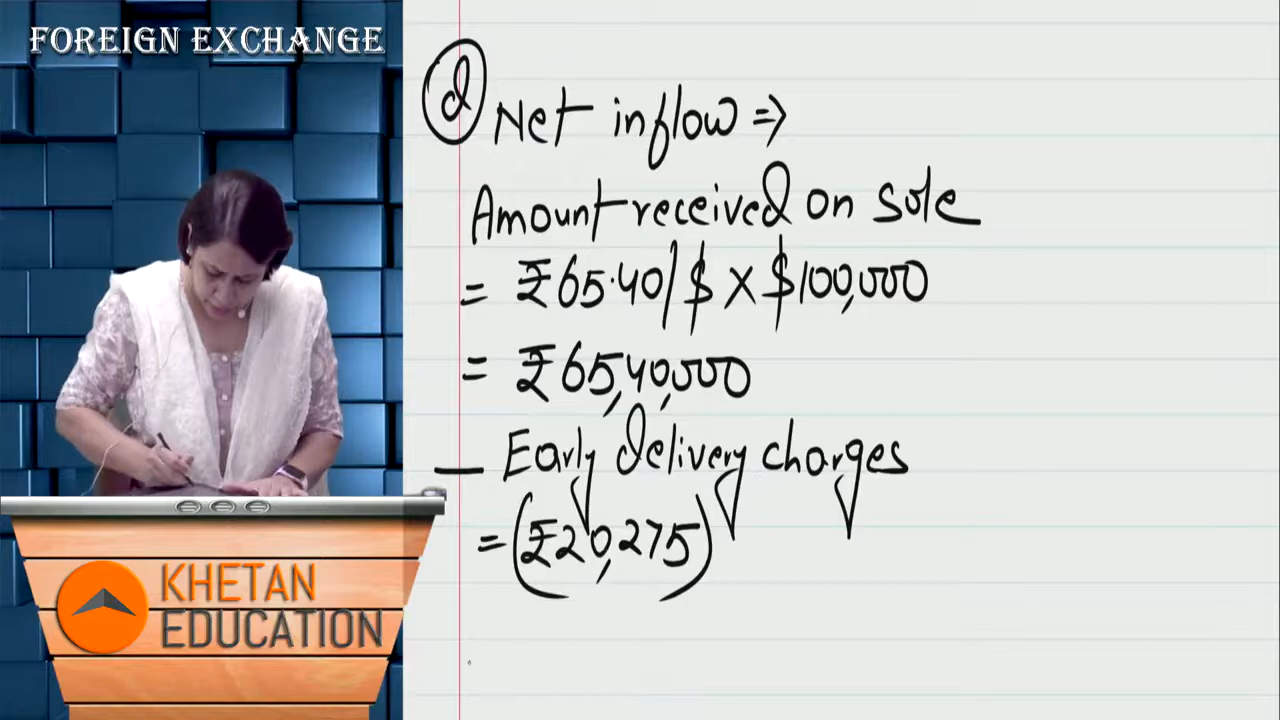 FOREIGN EXCHANGE
d Net inflow ⇒
Amount received on sale
= ₹65.40/$ × $100,000
= ₹65,40,000
— Early delivery charges
= (₹20,275)
KHETAN
EDUCATION